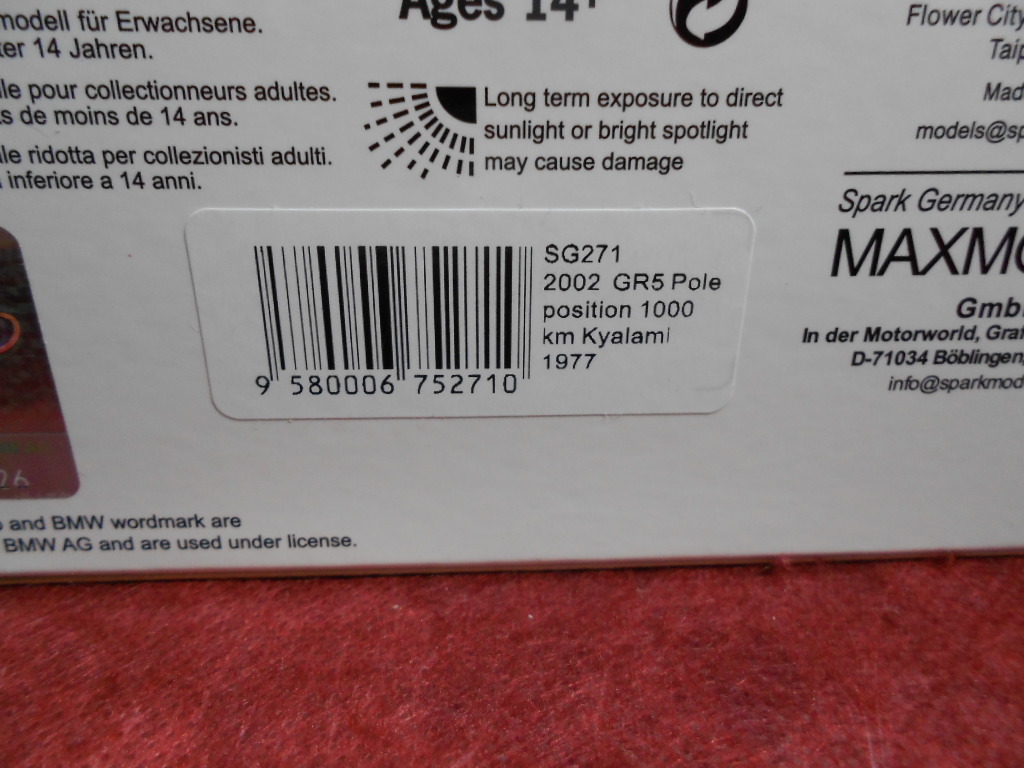 Ages 14+
modell für Erwachsene.
ter 14 Jahren.
le pour collectionneurs adultes.
ts de moins de 14 ans.
le ridotta per collezionisti adulti.
inferiore a 14 anni.
Long term exposure to direct
sunlight or bright spotlight
may cause damage
Flower City
Taip
Mad
models@sp
Spark Germany
MAXMO
Gmb
In der Motorworld, Graf
D-71034 Böblingen,
info@sparkmod
SG271
2002 GR5 Pole
position 1000
km Kyalami
1977
9 580006 752710
and BMW wordmark are
BMW AG and are used under license.